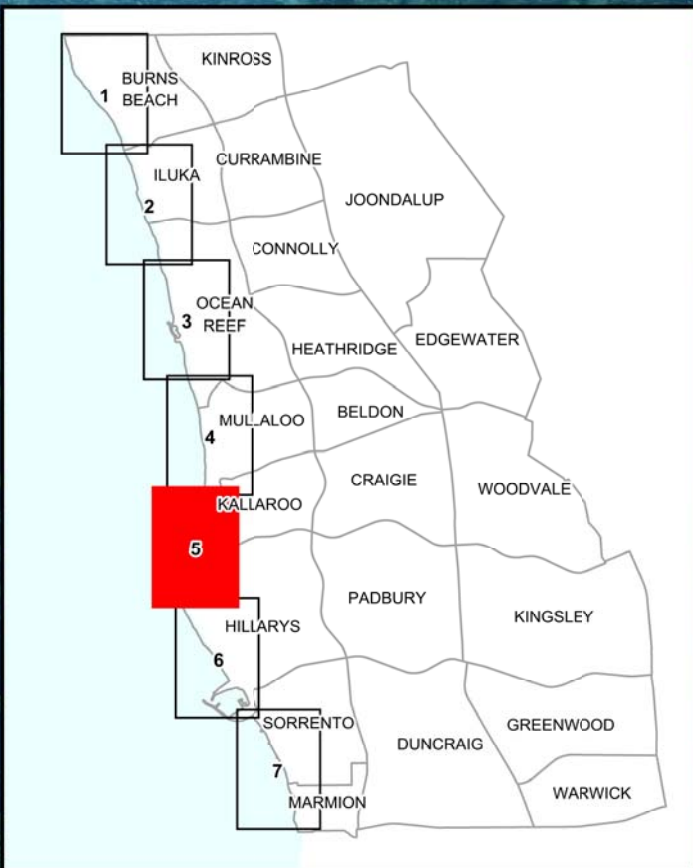 KINROSS
BURNS
BEACH
1
CURRAMBINE
ILUKA
2
JOONDALUP
CONNOLLY
OCEAN
REEF
3
EDGEWATER
HEATHRIDGE
BELDON
MULLALOO
4
CRAIGIE
WOODVALE
KALLAROO
5
PADBURY
KINGSLEY
HILLARYS
6
SORRENTO
GREENWOOD
DUNCRAIG
7
WARWICK
MARMION